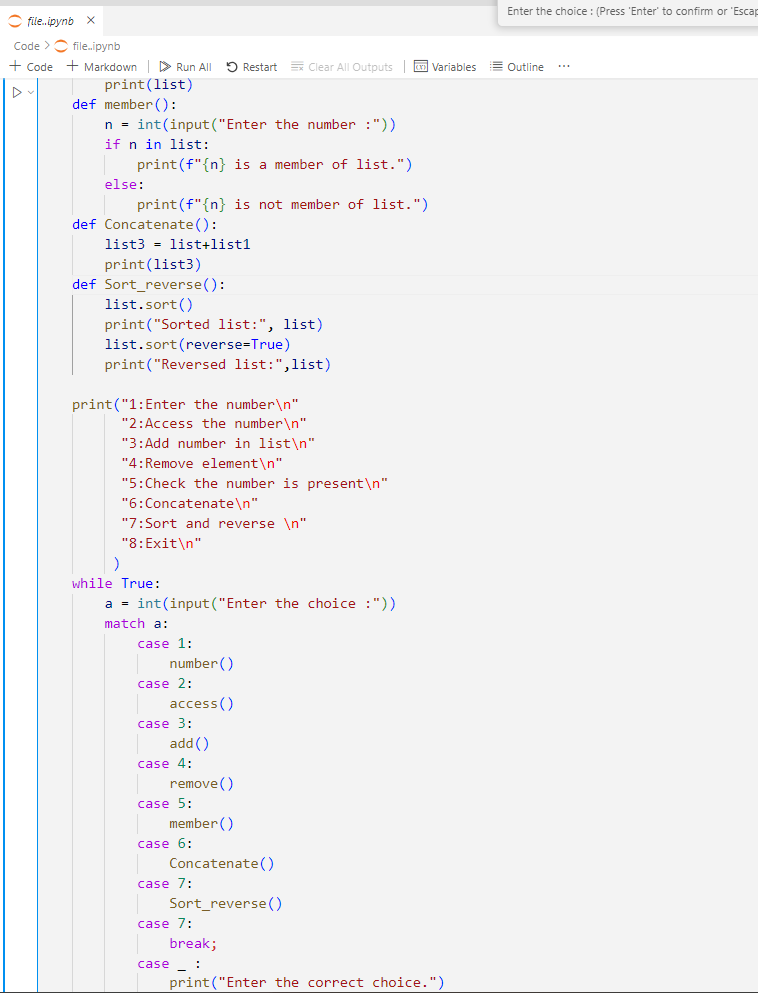 file..ipynb ×
Enter the choice : (Press 'Enter' to confirm or 'Escap
Code > file..ipynb
+ Code + Markdown | Run All Restart Clear All Outputs | Variables Outline ...
print(list)
def member():
n = int(input("Enter the number :"))
if n in list:
print(f"{n} is a member of list.")
else:
print(f"{n} is not member of list.")
def Concatenate():
list3 = list+list1
print(list3)
def Sort_reverse():
list.sort()
print("Sorted list:", list)
list.sort(reverse=True)
print("Reversed list:",list)
print("1:Enter the number\n"
"2:Access the number\n"
"3:Add number in list\n"
"4:Remove element\n"
"5:Check the number is present\n"
"6:Concatenate\n"
"7:Sort and reverse \n"
"8:Exit\n"
)
while True:
a = int(input("Enter the choice :"))
match a:
case 1:
number()
case 2:
access()
case 3:
add()
case 4:
remove()
case 5:
member()
case 6:
Concatenate()
case 7:
Sort_reverse()
case 7:
break;
case _ :
print("Enter the correct choice.")